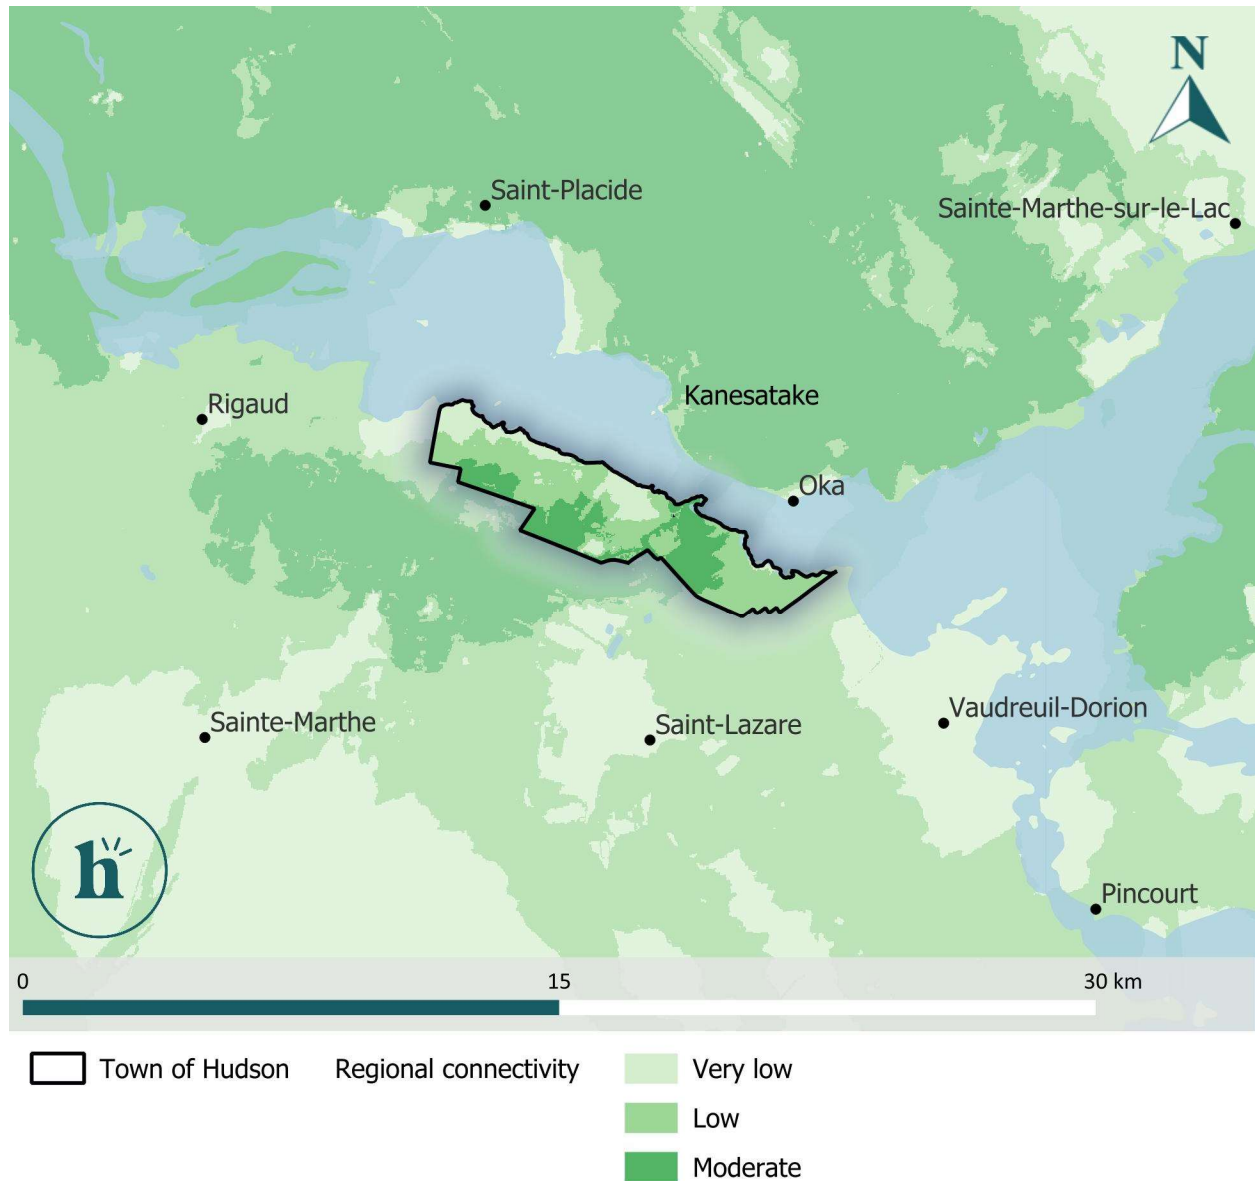 N
Saint-Placide
Sainte-Marthe-sur-le-Lac
Kanesatake
Rigaud
Oka
Sainte-Marthe
Saint-Lazare
Vaudreuil-Dorion
h
Pincourt
0 15 30 km
Town of Hudson Regional connectivity Very low
Low
Moderate